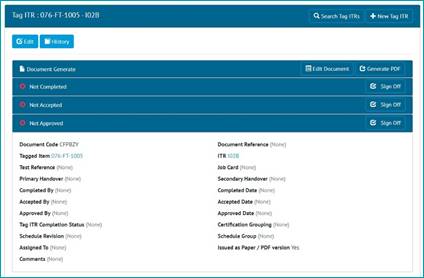 Tag ITR : 076-FT-1005 - I02B
Search Tag ITRs
New Tag ITR
Edit
History
Document Generate
Edit Document
Generate PDF
Not Completed
Sign Off
Not Accepted
Sign Off
Not Approved
Sign Off
Document Code CFPBZY
Document Reference (None)
Tagged Item 076-FT-1005
ITR I02B
Test Reference (None)
Job Card (None)
Primary Handover (None)
Secondary Handover (None)
Completed By (None)
Completed Date (None)
Accepted By (None)
Accepted Date (None)
Approved By (None)
Approved Date (None)
Tag ITR Completion Status (None)
Certification Grouping (None)
Schedule Revision (None)
Schedule Group (None)
Assigned To (None)
Issued as Paper / PDF version Yes
Comments (None)